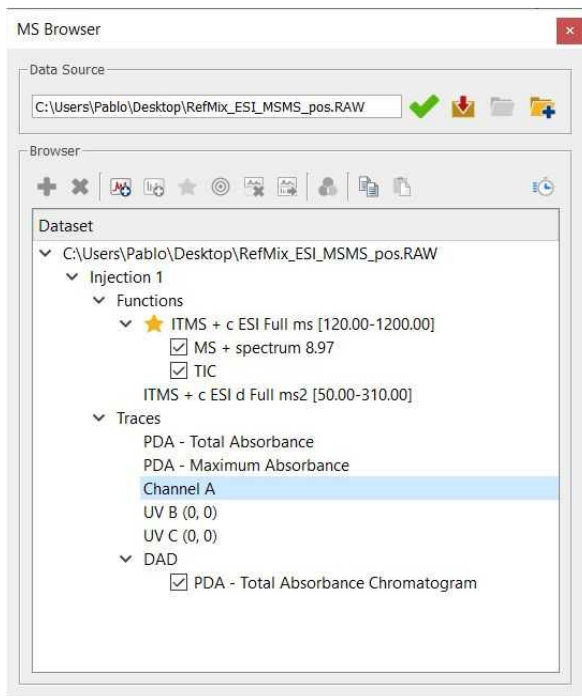 MS Browser
Data Source
C:\Users\Pablo\Desktop\RefMix_ESI_MSMS_pos.RAW
Browser
Dataset
C:\Users\Pablo\Desktop\RefMix_ESI_MSMS_pos.RAW
Injection 1
Functions
ITMS + c ESI Full ms [120.00-1200.00]
MS + spectrum 8.97
TIC
ITMS + c ESI d Full ms2 [50.00-310.00]
Traces
PDA - Total Absorbance
PDA - Maximum Absorbance
Channel A
UV B (0, 0)
UV C (0, 0)
DAD
PDA - Total Absorbance Chromatogram